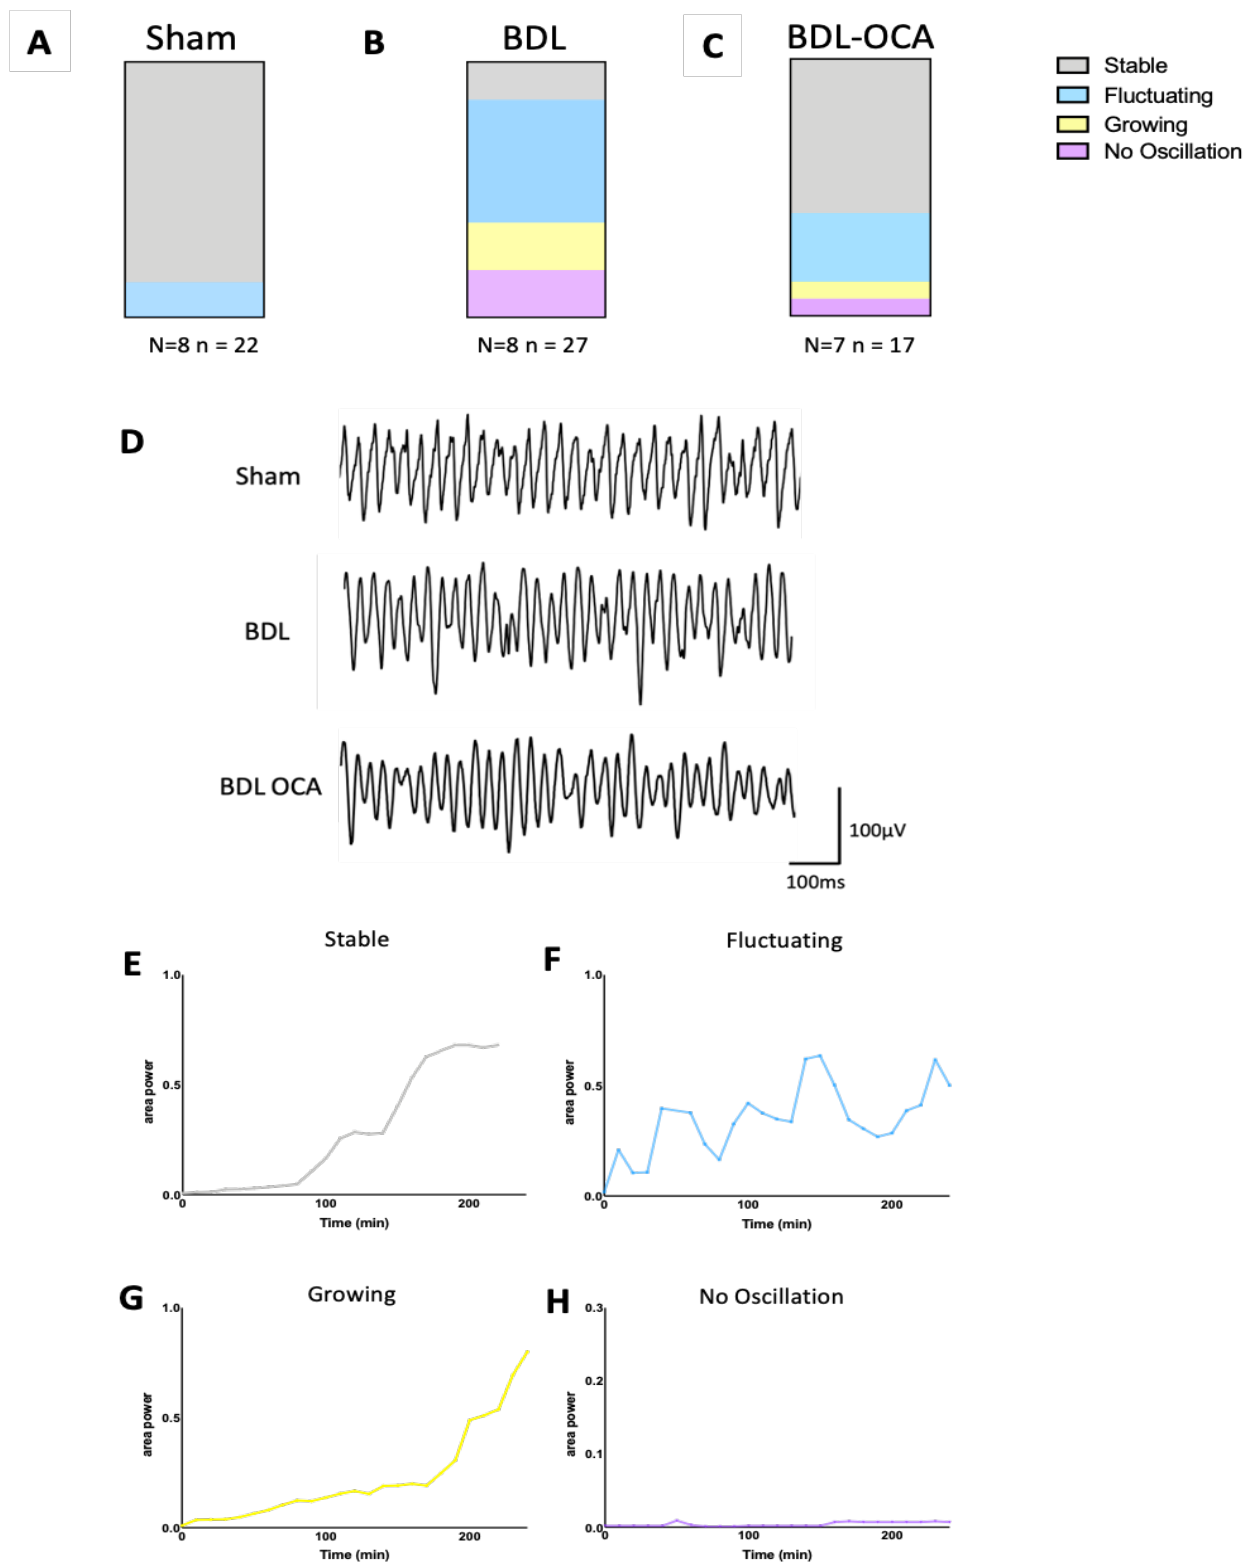 A
Sham
B
BDL
C
BDL-OCA
Stable
Fluctuating
Growing
No Oscillation
N=8 n = 22
N=8 n = 27
N=7 n = 17
D
Sham
BDL
BDL OCA
100µV
100ms
E
Stable
1.0
0.5
0.0
area power
0
100
200
Time (min)
F
Fluctuating
1.0
0.5
0.0
area power
0
100
200
Time (min)
G
Growing
1.0
0.5
0.0
area power
0
100
200
Time (min)
H
No Oscillation
0.3
0.2
0.1
0.0
area power
0
100
200
Time (min)